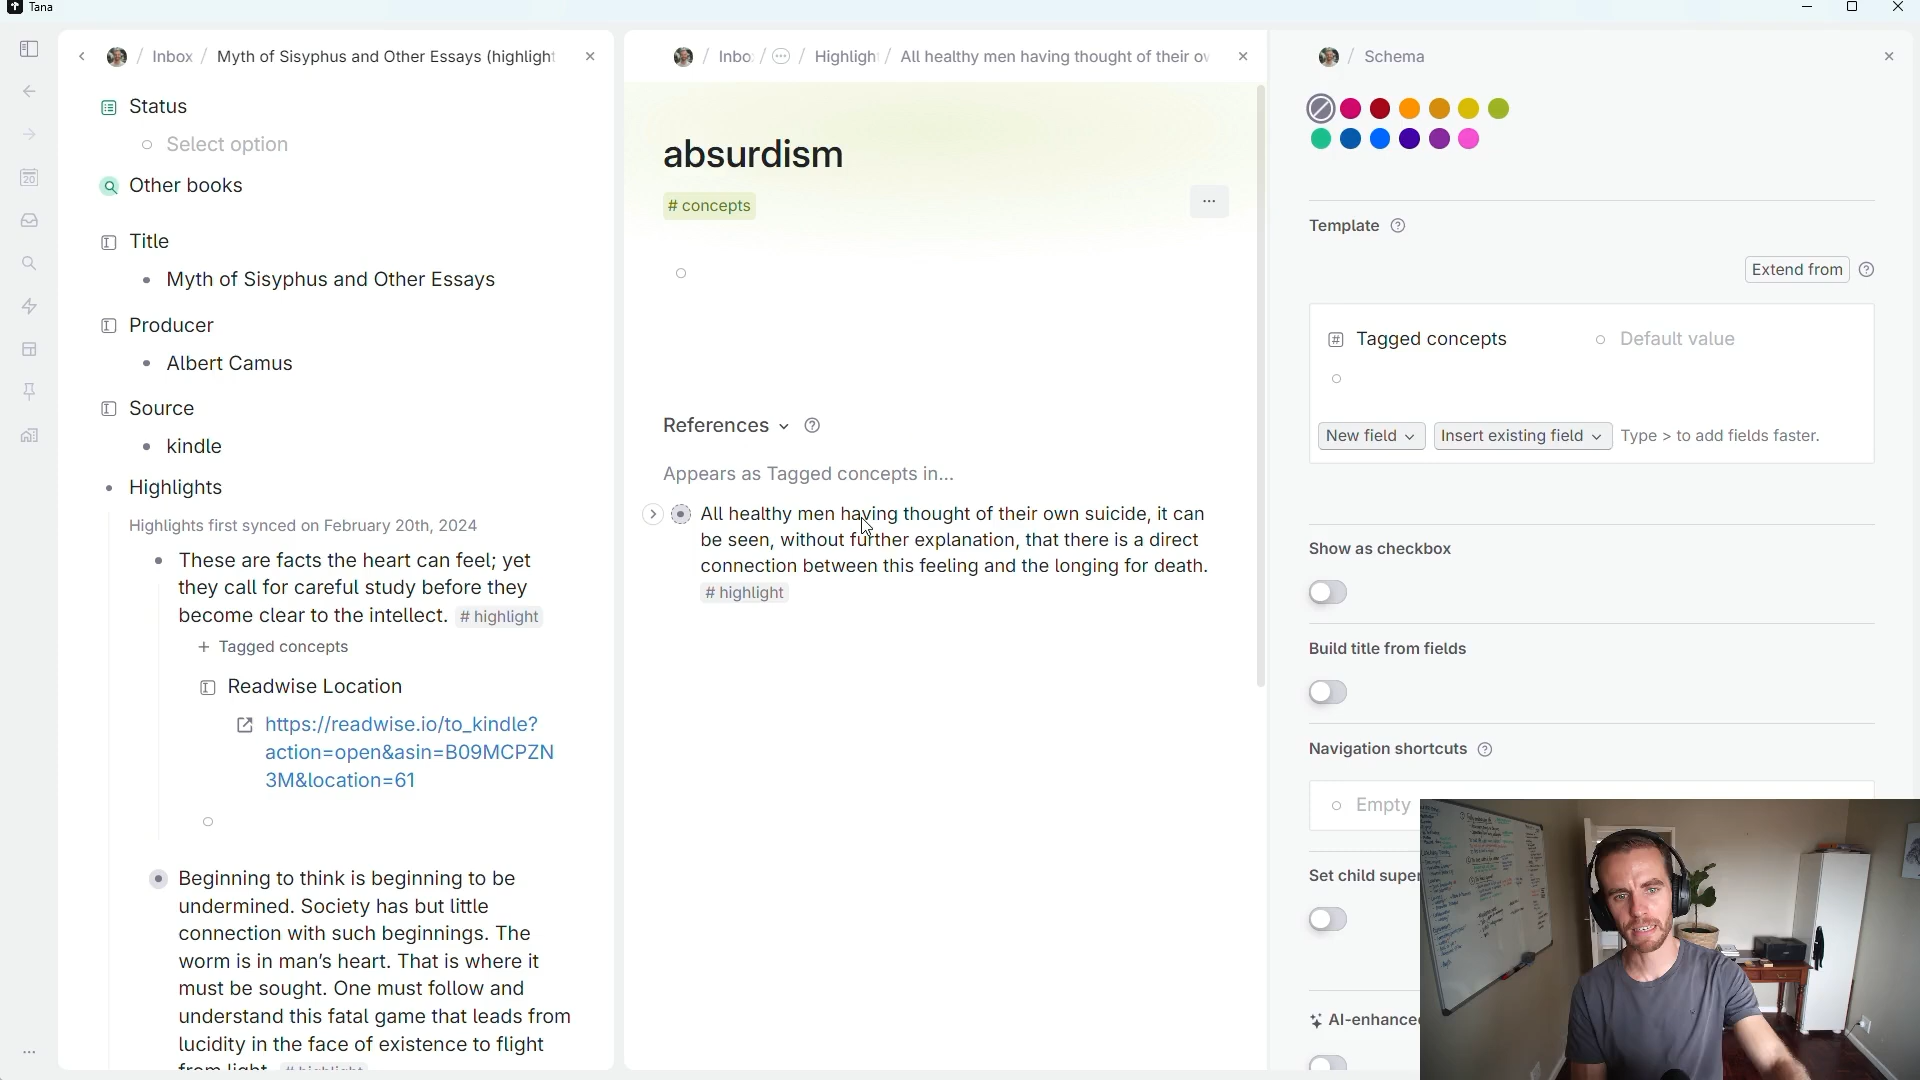 Tana
Inbox / Myth of Sisyphus and Other Essays (highlight
Status
Select option
Other books
Title
Myth of Sisyphus and Other Essays
Producer
Albert Camus
Source
kindle
Highlights
Highlights first synced on February 20th, 2024
These are facts the heart can feel; yet
they call for careful study before they
become clear to the intellect. # highlight
+ Tagged concepts
Readwise Location
https://readwise.io/to_kindle?
action=open&asin=B09MCPZN
3M&location=61
Beginning to think is beginning to be
undermined. Society has but little
connection with such beginnings. The
worm is in man's heart. That is where it
must be sought. One must follow and
understand this fatal game that leads from
lucidity in the face of existence to flight
from light. # highlight
/ Inbo / ... / Highligh / All healthy men having thought of their ow
absurdism
# concepts
...
References
Appears as Tagged concepts in...
All healthy men having thought of their own suicide, it can
be seen, without further explanation, that there is a direct
connection between this feeling and the longing for death.
# highlight
/ Schema
Template
Extend from
# Tagged concepts Default value
New field Insert existing field Type > to add fields faster.
Show as checkbox
Build title from fields
Navigation shortcuts
Empty
Set child super
AI-enhanced
20